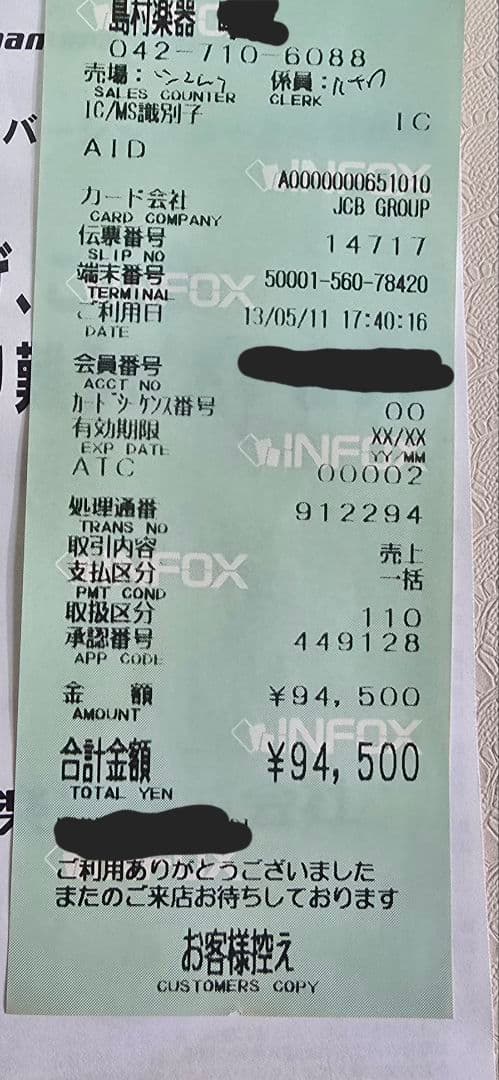 島村楽器
042-710-6088
売場: 係員:
SALES COUNTER CLERK
IC/MS識別子 IC
AID
A0000000651010
カード会社 JCB GROUP
CARD COMPANY
伝票番号 14717
SLIP NO
端末番号 50001-560-78420
TERMINAL
ご利用日 13/05/11 17:40:16
DATE
会員番号
ACCT NO
カードシーケンス番号 00
有効期限 XX/XX
EXP DATE YY/MM
ATC 00002
処理通番 912294
TRANS NO
取引内容 売上
支払区分 一括
PMT COND
取扱区分 110
承認番号 449128
APP CODE
金 額 ¥94,500
AMOUNT
合計金額 ¥94,500
TOTAL YEN
ご利用ありがとうございました
またのご来店お待ちしております
お客様控え
CUSTOMERS COPY
INFOX
INFOX
INFOX
INFOX
INFOX